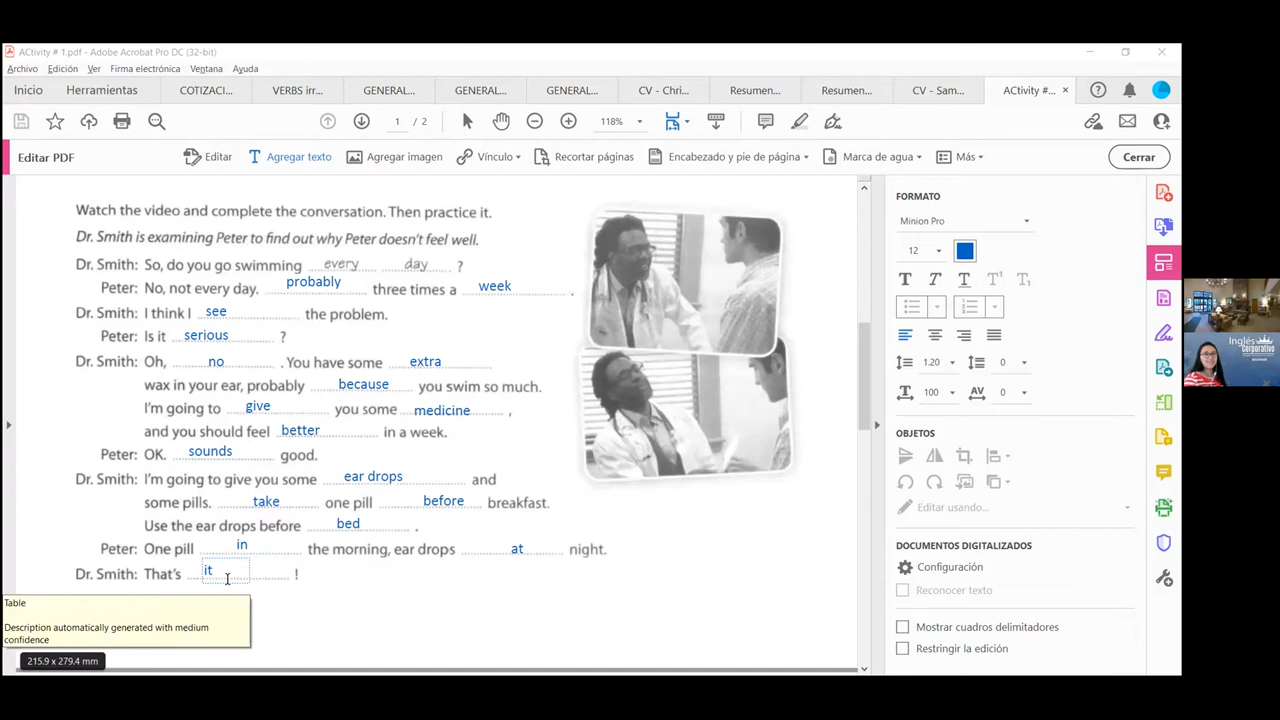 ACtivity # 1.pdf - Adobe Acrobat Pro DC (32-bit)
Archivo Edición Ver Firma electrónica Ventana Ayuda
Inicio Herramientas COTIZACI... VERBS irr... GENERAL... GENERAL... GENERAL... CV - Chri... Resumen... Resumen... CV - Sam... ACtivity #... ×
1 / 2 118%
Editar PDF Editar Agregar texto Agregar imagen Vínculo Recortar páginas Encabezado y pie de página Marca de agua Más Cerrar
Watch the video and complete the conversation. Then practice it.
Dr. Smith is examining Peter to find out why Peter doesn't feel well.
Dr. Smith: So, do you go swimming every day ?
Peter: No, not every day. probably three times a week .
Dr. Smith: I think I see the problem.
Peter: Is it serious ?
Dr. Smith: Oh, no . You have some extra
wax in your ear, probably because you swim so much.
I'm going to give you some medicine ,
and you should feel better in a week.
Peter: OK. sounds good.
Dr. Smith: I'm going to give you some ear drops and
some pills. take one pill before breakfast.
Use the ear drops before bed .
Peter: One pill in the morning, ear drops at night.
Dr. Smith: That's it !
Table
Description automatically generated with medium
confidence
215.9 x 279.4 mm
FORMATO
Minion Pro
12
T T T T¹ T₁
1.20 0
100 AV 0
OBJETOS
Editar usando...
DOCUMENTOS DIGITALIZADOS
Configuración
Reconocer texto
Mostrar cuadros delimitadores
Restringir la edición
Inglés
Corporativo